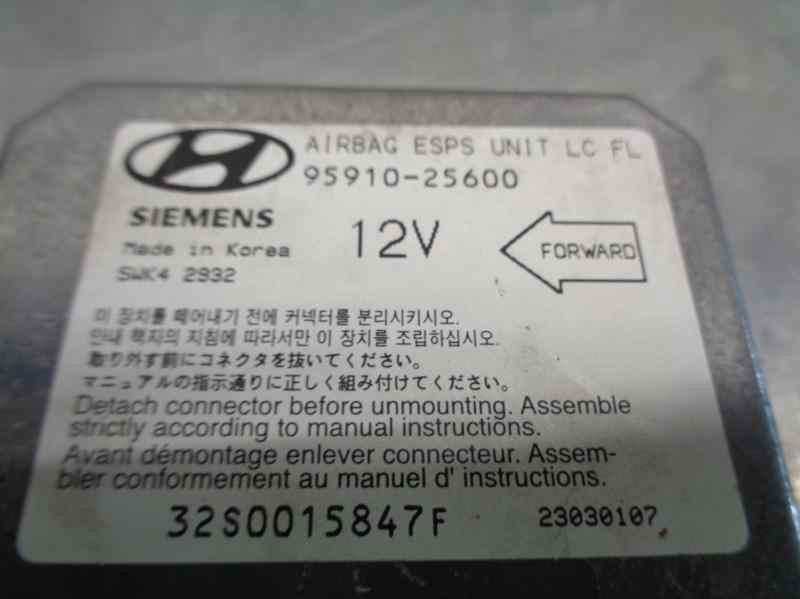 AIRBAG ESPS UNIT LC FL
95910-25600
SIEMENS
12V
FORWARD
Made in Korea
SWK4 2932
이 장치를 떼어내기 전에 커넥터를 분리시키시오.
안내 책자의 지침에 따라서만 이 장치를 조립하십시오.
取り外す前にコネクタを抜いてください。
マニュアルの指示通りに正しく組み付けてください。
Detach connector before unmounting. Assemble
strictly according to manual instructions.
Avant démontage enlever connecteur. Assem-
bler conformement au manuel d' instructions.
32S0015847F
23030107